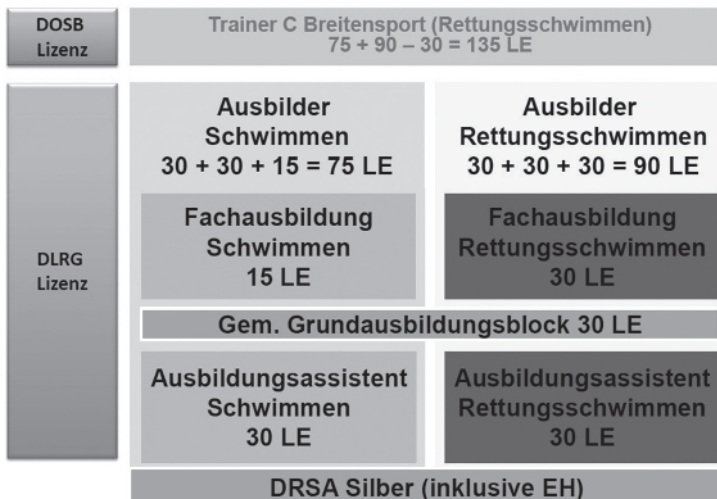 DOSB
Lizenz
Trainer C Breitensport (Rettungsschwimmen)
75 + 90 – 30 = 135 LE
DLRG
Lizenz
Ausbilder
Schwimmen
30 + 30 + 15 = 75 LE
Ausbilder
Rettungsschwimmen
30 + 30 + 30 = 90 LE
Fachausbildung
Schwimmen
15 LE
Fachausbildung
Rettungsschwimmen
30 LE
Gem. Grundausbildungsblock 30 LE
Ausbildungsassistent
Schwimmen
30 LE
Ausbildungsassistent
Rettungsschwimmen
30 LE
DRSA Silber (inklusive EH)